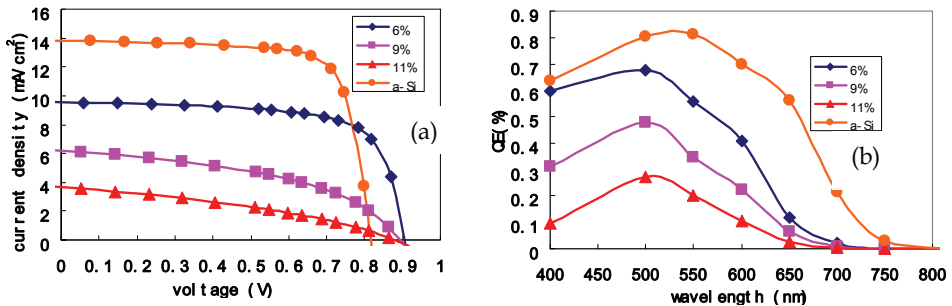 16
14
12
10
8
6
4
2
0
current density (mA/cm²)
0 0.1 0.2 0.3 0.4 0.5 0.6 0.7 0.8 0.9 1
voltage (V)
6%
9%
11%
a-Si
(a)
0.9
0.8
0.7
0.6
0.5
0.4
0.3
0.2
0.1
0
QE(%)
400 450 500 550 600 650 700 750 800
wavelength (nm)
6%
9%
11%
a-Si
(b)